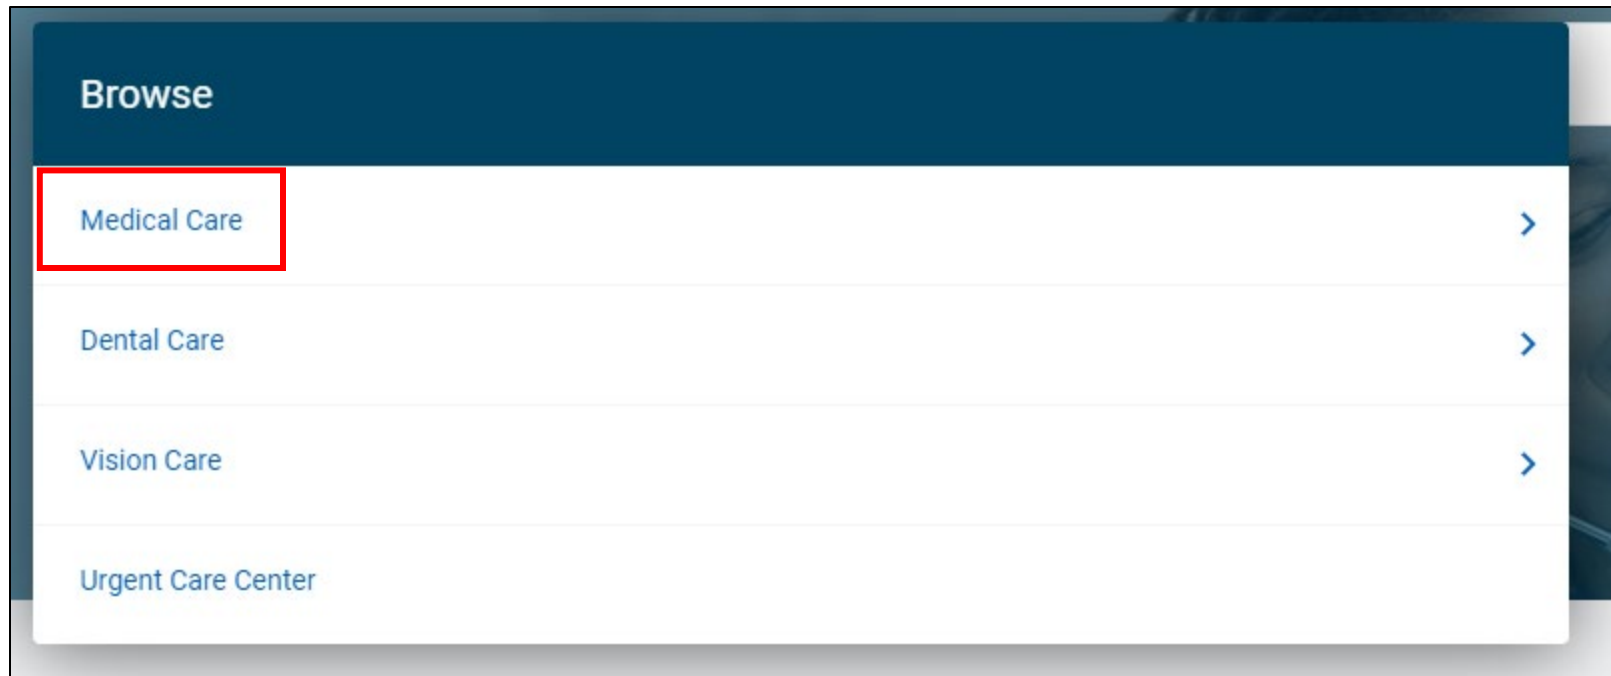 Browse
Medical Care
Dental Care
Vision Care
Urgent Care Center